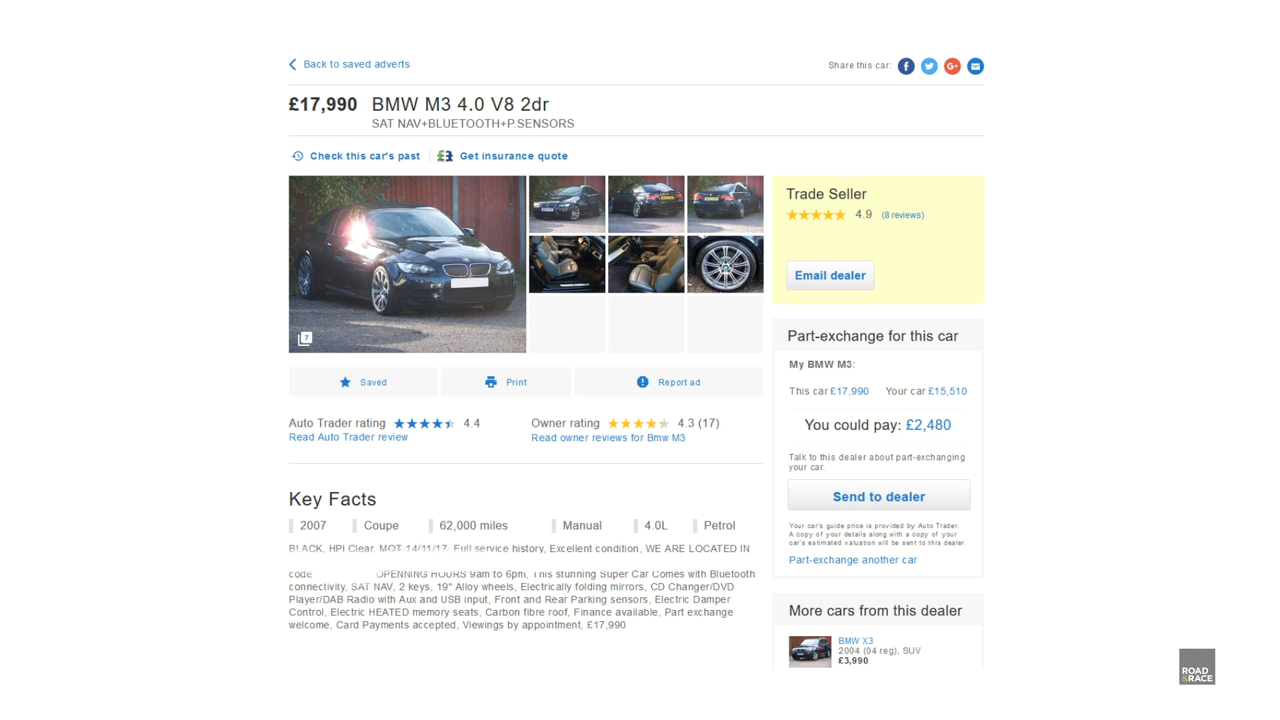 Back to saved adverts
Share this car:
£17,990 BMW M3 4.0 V8 2dr
SAT NAV+BLUETOOTH+P.SENSORS
Check this car's past
Get insurance quote
7
Trade Seller
4.9 (8 reviews)
Email dealer
Saved
Print
Report ad
Auto Trader rating 4.4
Read Auto Trader review
Owner rating 4.3 (17)
Read owner reviews for Bmw M3
Key Facts
2007
Coupe
62,000 miles
Manual
4.0L
Petrol
BLACK, HPI Clear, MOT-14/11/17- Full service history, Excellent condition, WE ARE LOCATED IN
code OPENNING HOURS 9am to 6pm, This stunning Super Car Comes with Bluetooth
connectivity, SAT NAV, 2 keys, 19" Alloy wheels, Electrically folding mirrors, CD Changer/DVD
Player/DAB Radio with Aux and USB input, Front and Rear Parking sensors, Electric Damper
Control, Electric HEATED memory seats, Carbon fibre roof, Finance available, Part exchange
welcome, Card Payments accepted, Viewings by appointment, £17,990
Part-exchange for this car
My BMW M3:
This car £17,990 Your car £15,510
You could pay: £2,480
Talk to this dealer about part-exchanging
your car.
Send to dealer
Your car's guide price is provided by Auto Trader.
A copy of your details along with a copy of your
car's estimated valuation will be sent to this dealer.
Part-exchange another car
More cars from this dealer
BMW X3
2004 (04 reg), SUV
£3,990
ROAD
&RACE